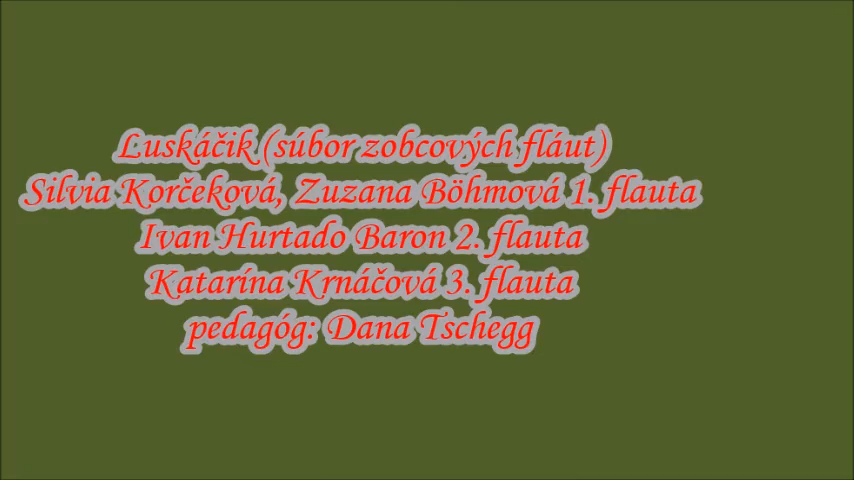 Luskáčik (súbor zobcových fláut)
Silvia Korčeková, Zuzana Böhmová 1. flauta
Ivan Hurtado Baron 2. flauta
Katarína Krnáčová 3. flauta
pedagóg: Dana Tschegg